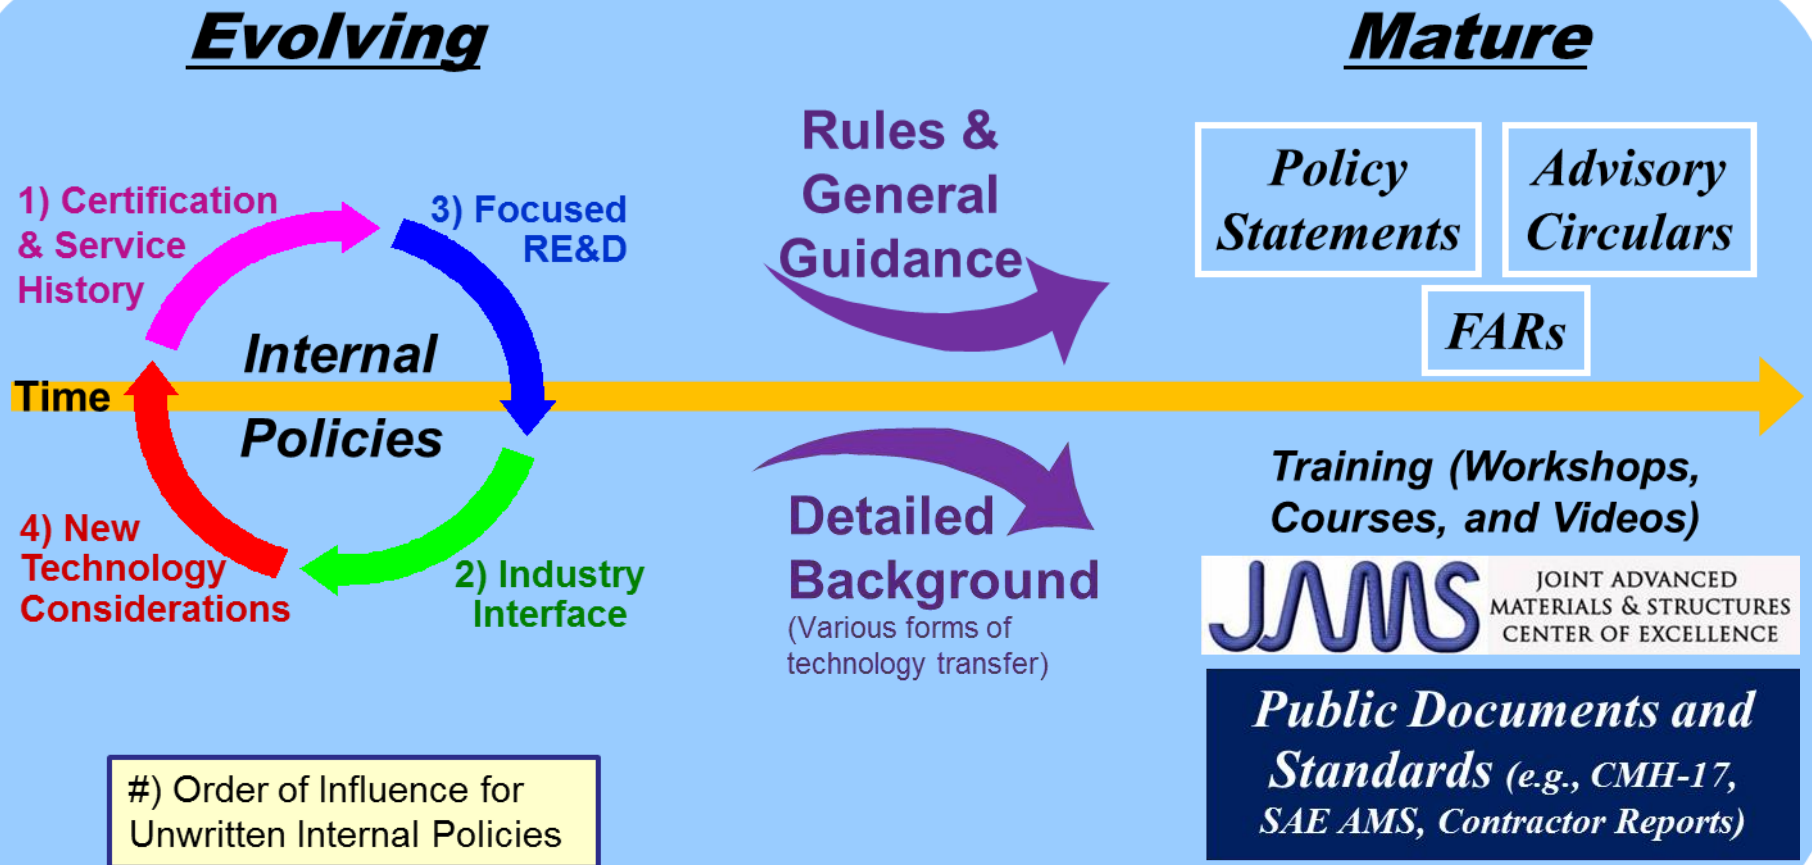 Evolving
Mature
1) Certification
& Service
History
3) Focused
RE&D
Internal
Policies
Time
4) New
Technology
Considerations
2) Industry
Interface
#) Order of Influence for
Unwritten Internal Policies
Rules &
General
Guidance
Detailed
Background
(Various forms of
technology transfer)
Policy
Statements
Advisory
Circulars
FARs
Training (Workshops,
Courses, and Videos)
JAMS
JOINT ADVANCED
MATERIALS & STRUCTURES
CENTER OF EXCELLENCE
Public Documents and
Standards (e.g., CMH-17,
SAE AMS, Contractor Reports)